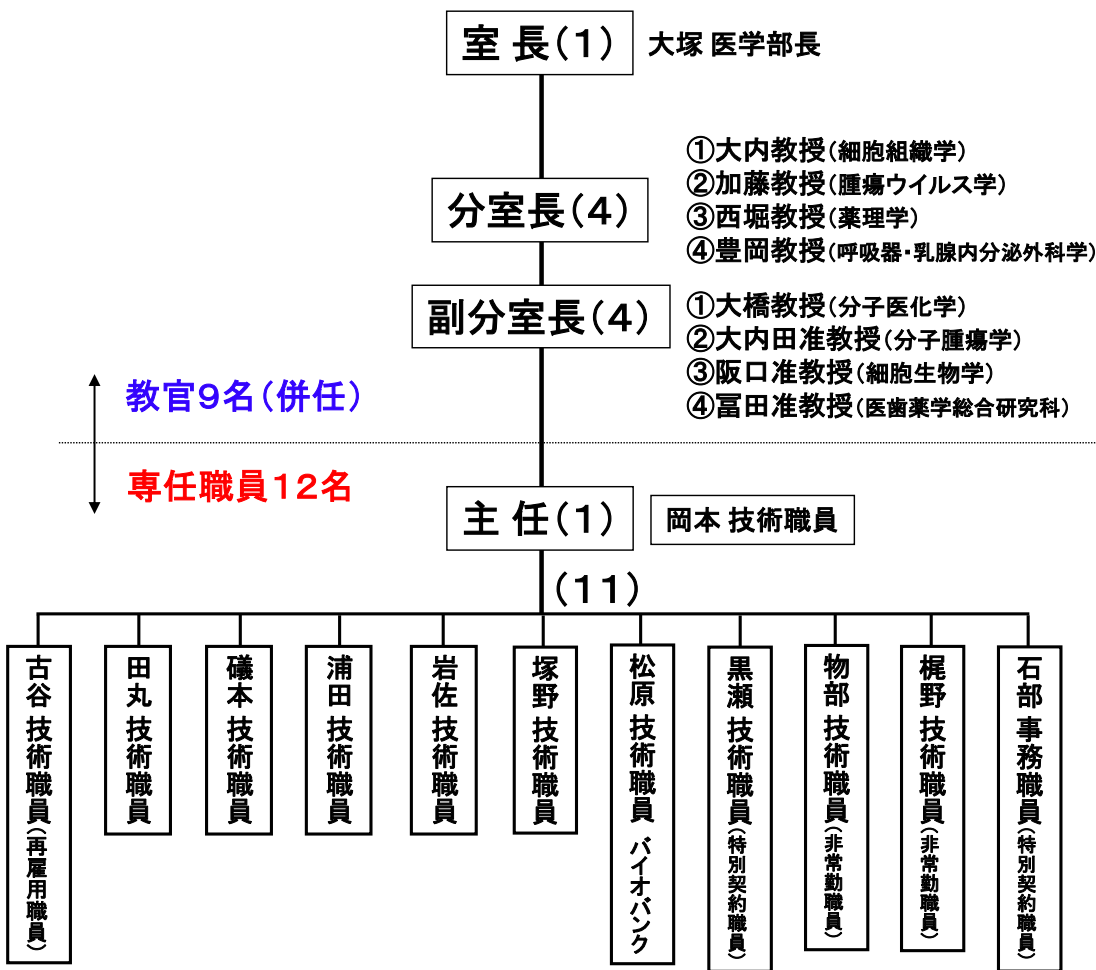 室 長(1)
大塚 医学部長
分室長(4)
①大内教授(細胞組織学)
②加藤教授(腫瘍ウイルス学)
③西堀教授(薬理学)
④豊岡教授(呼吸器・乳腺内分泌外科学)
副分室長(4)
①大橋教授(分子医化学)
②大内田准教授(分子腫瘍学)
③阪口准教授(細胞生物学)
④冨田准教授(医歯薬学総合研究科)
教官9名(併任)
専任職員12名
主 任(1)
岡本 技術職員
(11)
古谷 技術職員(再雇用職員)
田丸 技術職員
礒本 技術職員
浦田 技術職員
岩佐 技術職員
塚野 技術職員
松原 技術職員 バイオバンク
黒瀬 技術職員(特別契約職員)
物部 技術職員(非常勤職員)
梶野 技術職員(非常勤職員)
石部 事務職員(特別契約職員)